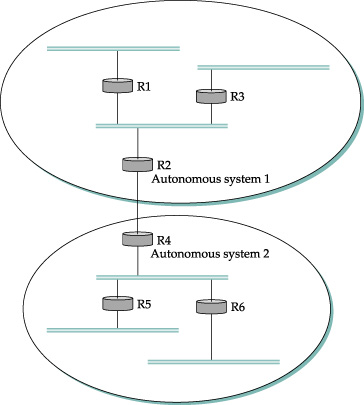 R1
R3
R2
Autonomous system 1
R4
Autonomous system 2
R5
R6